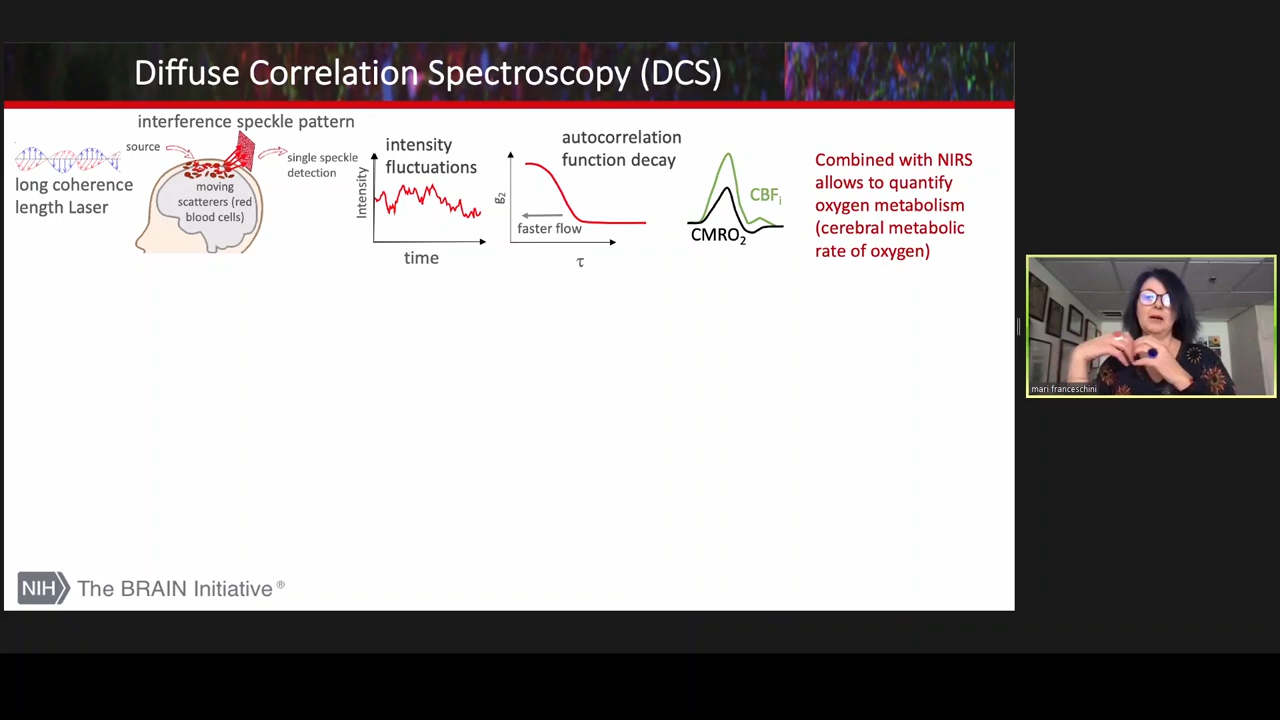 Diffuse Correlation Spectroscopy (DCS)
interference speckle pattern
source
single speckle
detection
long coherence
length Laser
moving
scatterers (red
blood cells)
intensity
fluctuations
Intensity
time
autocorrelation
function decay
g2
faster flow
τ
CBFi
CMRO2
Combined with NIRS
allows to quantify
oxygen metabolism
(cerebral metabolic
rate of oxygen)
mari franceschini
NIH The BRAIN Initiative®